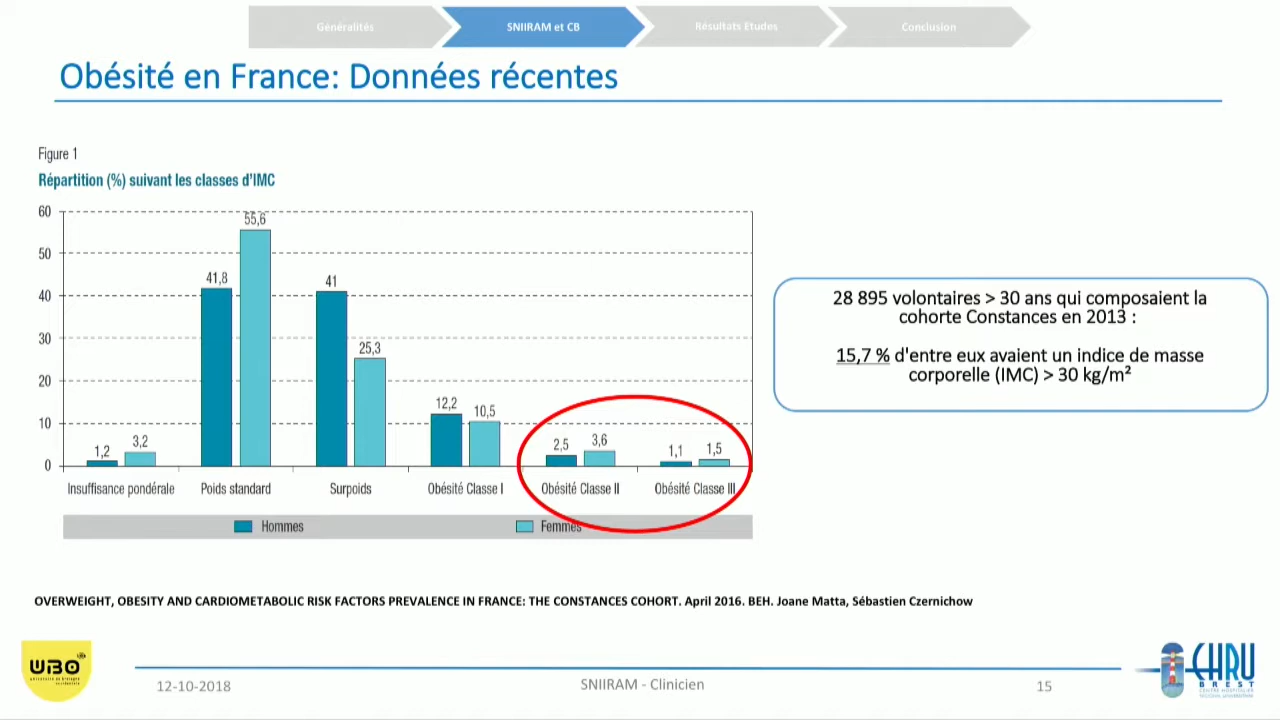 Généralités
SNIIRAM et CB
Résultats Etudes
Conclusion
Obésité en France: Données récentes
Figure 1
Répartition (%) suivant les classes d'IMC
60
50
40
30
20
10
0
1,2
3,2
41,8
55,6
41
25,3
12,2
10,5
2,5
3,6
1,1
1,5
Insuffisance pondérale
Poids standard
Surpoids
Obésité Classe I
Obésité Classe II
Obésité Classe III
Hommes
Femmes
28 895 volontaires > 30 ans qui composaient la
cohorte Constances en 2013 :
15,7 % d'entre eux avaient un indice de masse
corporelle (IMC) > 30 kg/m²
OVERWEIGHT, OBESITY AND CARDIOMETABOLIC RISK FACTORS PREVALENCE IN FRANCE: THE CONSTANCES COHORT. April 2016. BEH. Joane Matta, Sébastien Czernichow
UBO
12-10-2018
SNIIRAM - Clinicien
15
CHRU
BREST